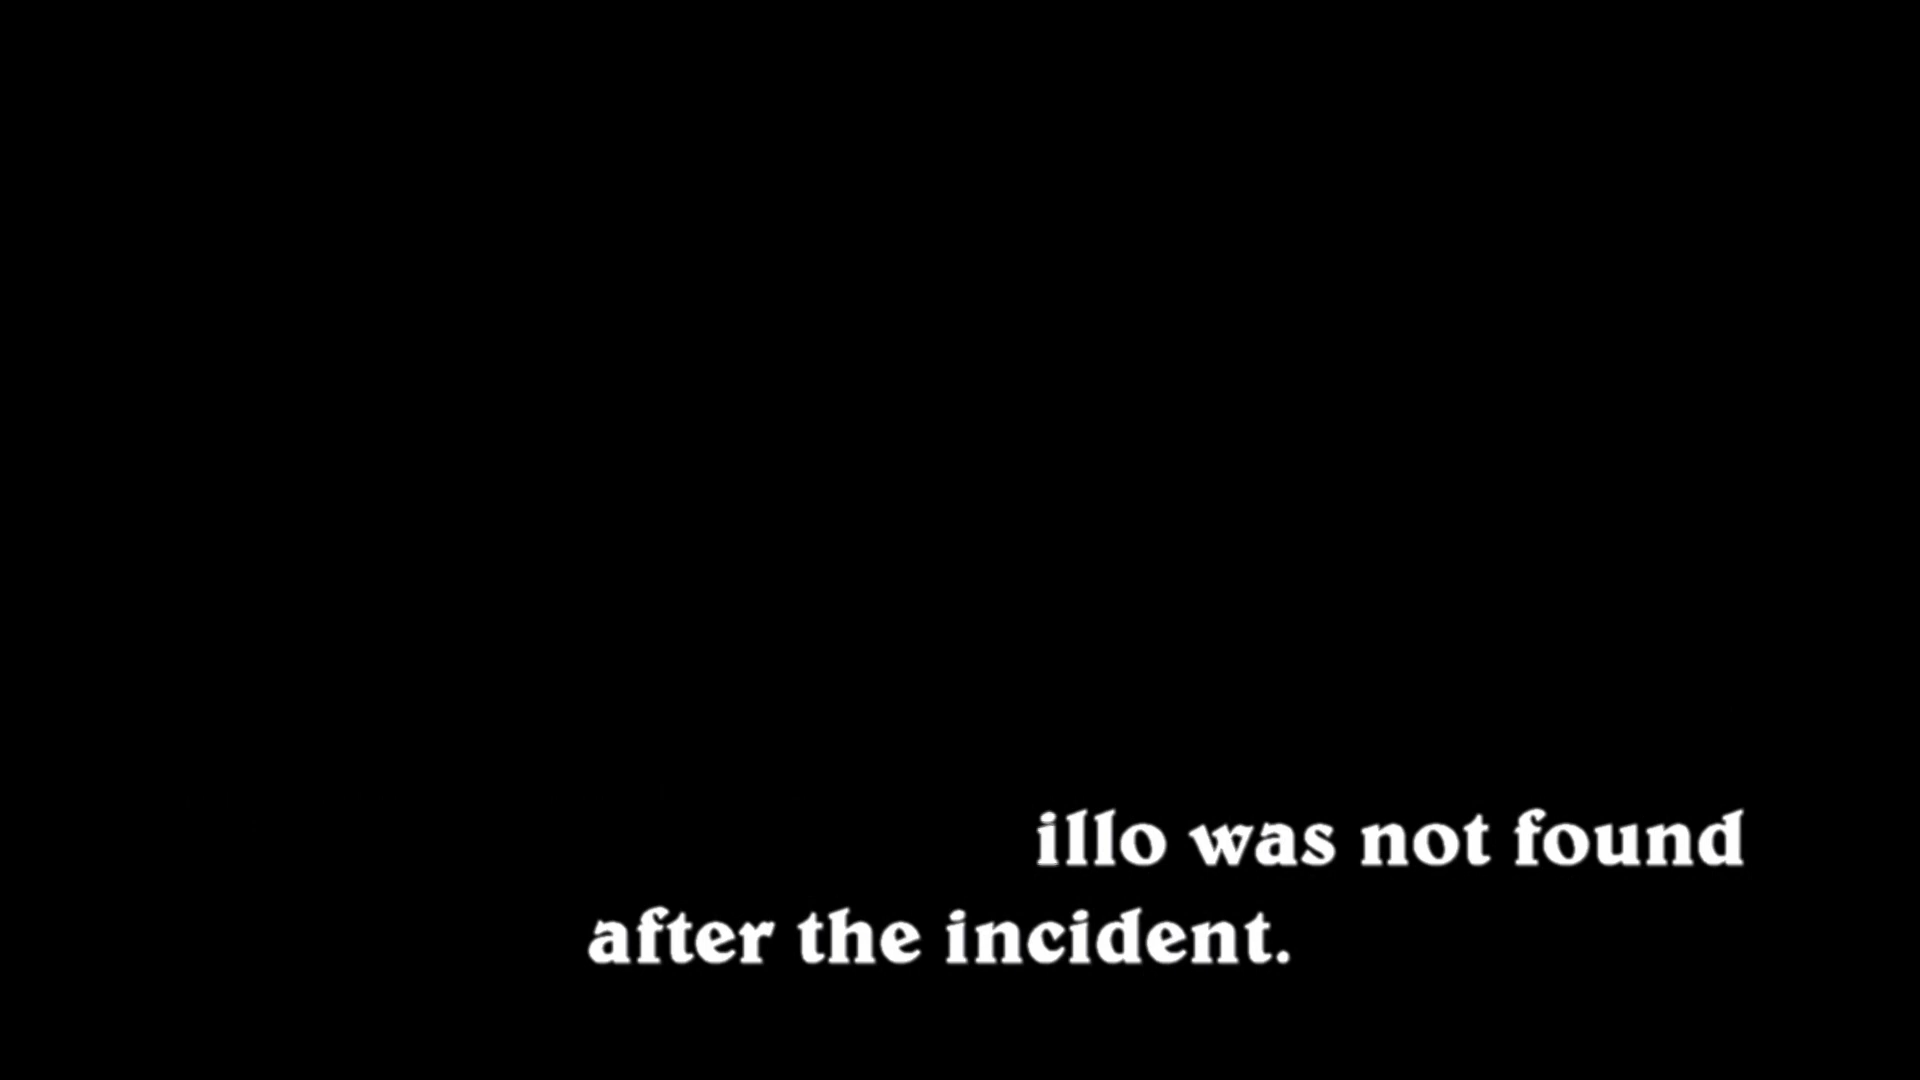 illo was not found
after the incident.